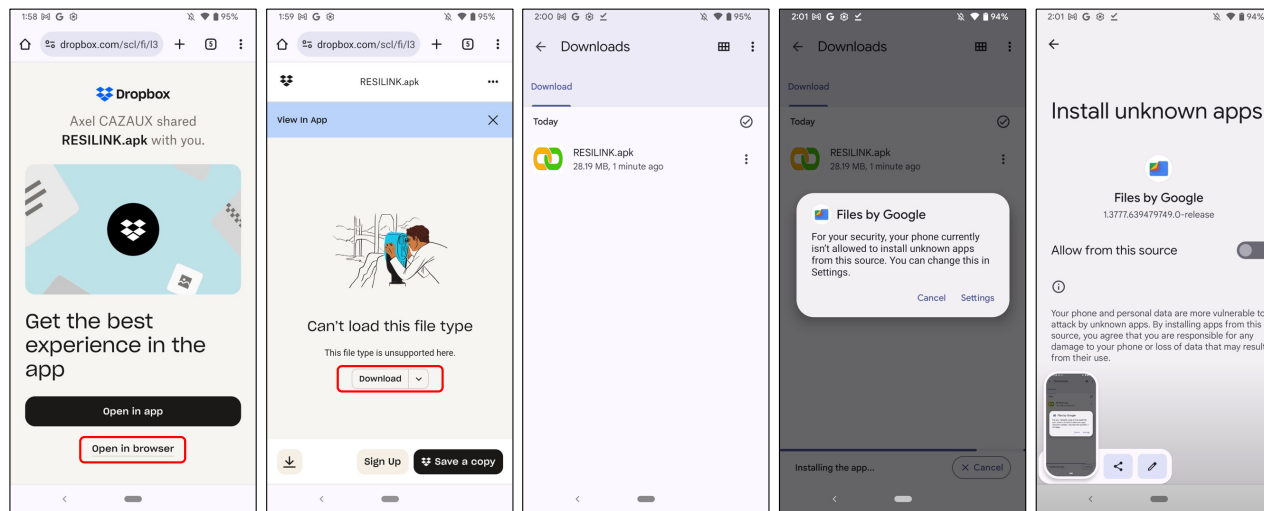 1:58 G 95%
dropbox.com/scl/fi/l3 5
Dropbox
Axel CAZAUX shared
RESILINK.apk with you.
Get the best
experience in the
app
Open in app
Open in browser
1:59 G 95%
dropbox.com/scl/fi/l3 5
RESILINK.apk
View In App
Can't load this file type
This file type is unsupported here.
Download
Sign Up
Save a copy
2:00 G 95%
Downloads
Download
Today
RESILINK.apk
28.19 MB, 1 minute ago
2:01 G 94%
Downloads
Download
Today
RESILINK.apk
28.19 MB, 1 minute ago
Files by Google
For your security, your phone currently
isn't allowed to install unknown apps
from this source. You can change this in
Settings.
Cancel Settings
Installing the app...
Cancel
2:01 G 94%
Install unknown apps
Files by Google
1.3777.639479749.0-release
Allow from this source
Your phone and personal data are more vulnerable to
attack by unknown apps. By installing apps from this
source, you agree that you are responsible for any
damage to your phone or loss of data that may result
from their use.